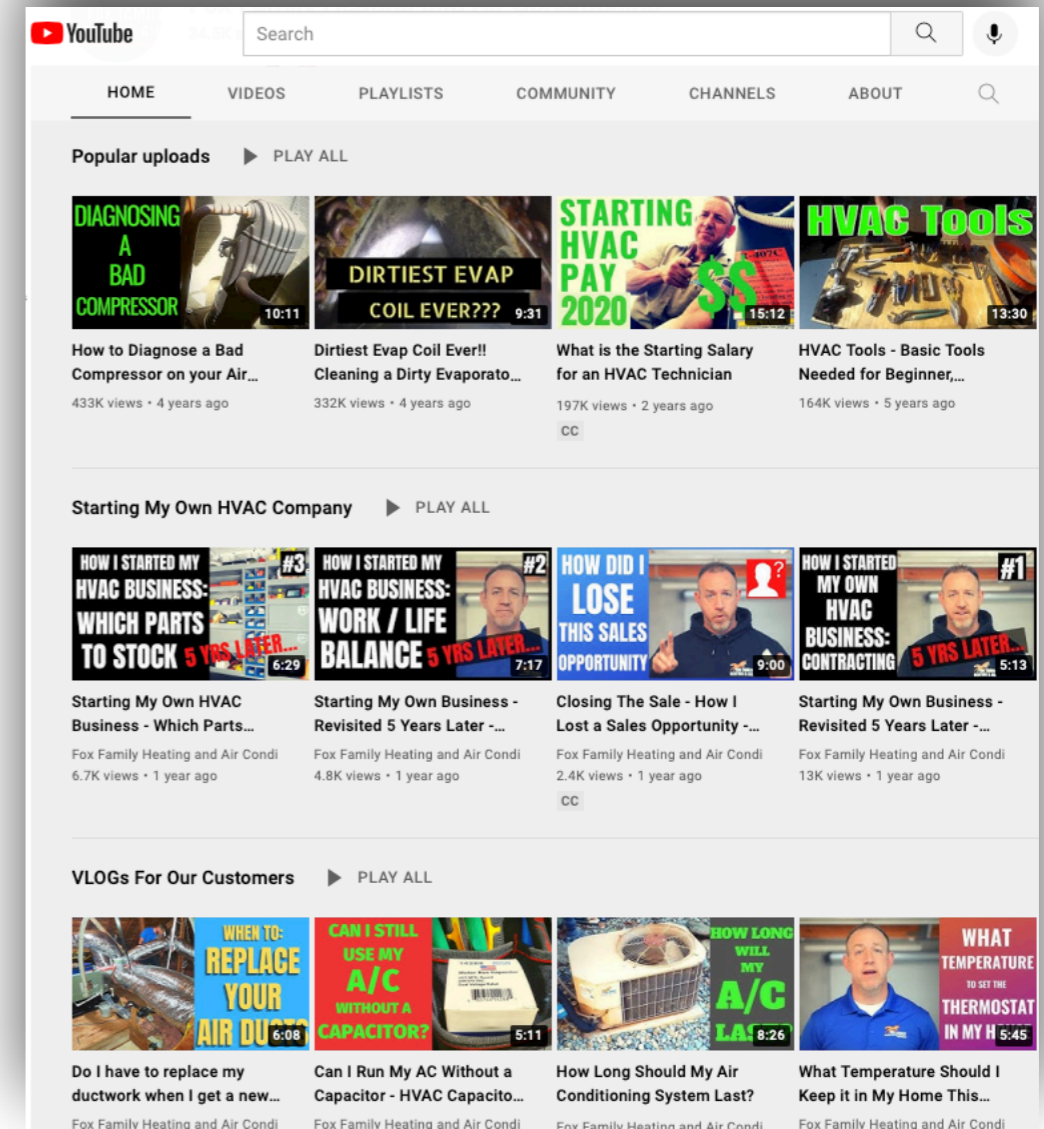 YouTube
Search
HOME
VIDEOS
PLAYLISTS
COMMUNITY
CHANNELS
ABOUT
Popular uploads
PLAY ALL
DIAGNOSING
A
BAD
COMPRESSOR
10:11
DIRTIEST EVAP
COIL EVER???
9:31
STARTING
HVAC
PAY
2020
$$
15:12
HVAC Tools
13:30
How to Diagnose a Bad
Compressor on your Air...
433K views • 4 years ago
Dirtiest Evap Coil Ever!!
Cleaning a Dirty Evaporato...
332K views • 4 years ago
What is the Starting Salary
for an HVAC Technician
197K views • 2 years ago
CC
HVAC Tools - Basic Tools
Needed for Beginner,...
164K views • 5 years ago
Starting My Own HVAC Company
PLAY ALL
HOW I STARTED MY
HVAC BUSINESS:
WHICH PARTS
TO STOCK
5 YRS LATER...
#3
6:29
HOW I STARTED MY
HVAC BUSINESS:
WORK / LIFE
BALANCE
5 YRS LATER...
#2
7:17
HOW DID I
LOSE
THIS SALES
OPPORTUNITY
?
9:00
HOW I STARTED
MY OWN
HVAC
BUSINESS:
CONTRACTING
5 YRS LATER...
#1
5:13
Starting My Own HVAC
Business - Which Parts...
Fox Family Heating and Air Condi
6.7K views • 1 year ago
Starting My Own Business -
Revisited 5 Years Later -...
Fox Family Heating and Air Condi
4.8K views • 1 year ago
Closing The Sale - How I
Lost a Sales Opportunity -...
Fox Family Heating and Air Condi
2.4K views • 1 year ago
CC
Starting My Own Business -
Revisited 5 Years Later -...
Fox Family Heating and Air Condi
13K views • 1 year ago
VLOGs For Our Customers
PLAY ALL
WHEN TO:
REPLACE
YOUR
AIR DUCTS
6:08
CAN I STILL
USE MY
A/C
WITHOUT A
CAPACITOR?
5:11
HOW LONG
WILL
MY
A/C
LAST
8:26
WHAT
TEMPERATURE
TO SET THE
THERMOSTAT
IN MY
5:45
Do I have to replace my
ductwork when I get a new...
Fox Family Heating and Air Condi
Can I Run My AC Without a
Capacitor - HVAC Capacito...
Fox Family Heating and Air Condi
How Long Should My Air
Conditioning System Last?
Fox Family Heating and Air Condi
What Temperature Should I
Keep it in My Home This...
Fox Family Heating and Air Condi